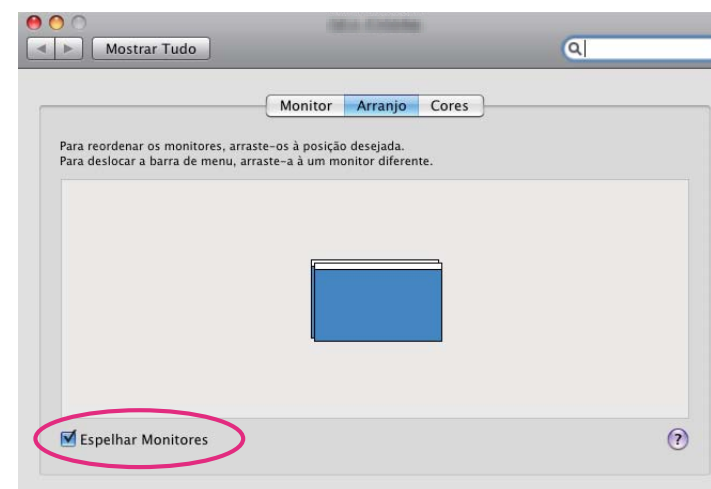 Mostrar Tudo
Monitor Arranjo Cores
Para reordenar os monitores, arraste-os à posição desejada.
Para deslocar a barra de menu, arraste-a à um monitor diferente.
Espelhar Monitores
?